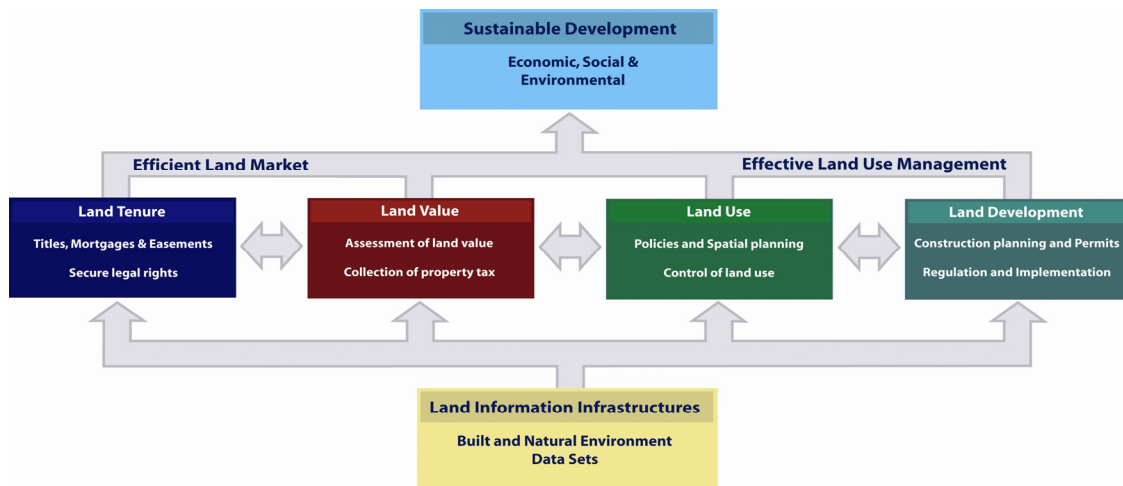 Sustainable Development
Economic, Social &
Environmental
Efficient Land Market
Effective Land Use Management
Land Tenure
Titles, Mortgages & Easements
Secure legal rights
Land Value
Assessment of land value
Collection of property tax
Land Use
Policies and Spatial planning
Control of land use
Land Development
Construction planning and Permits
Regulation and Implementation
Land Information Infrastructures
Built and Natural Environment
Data Sets